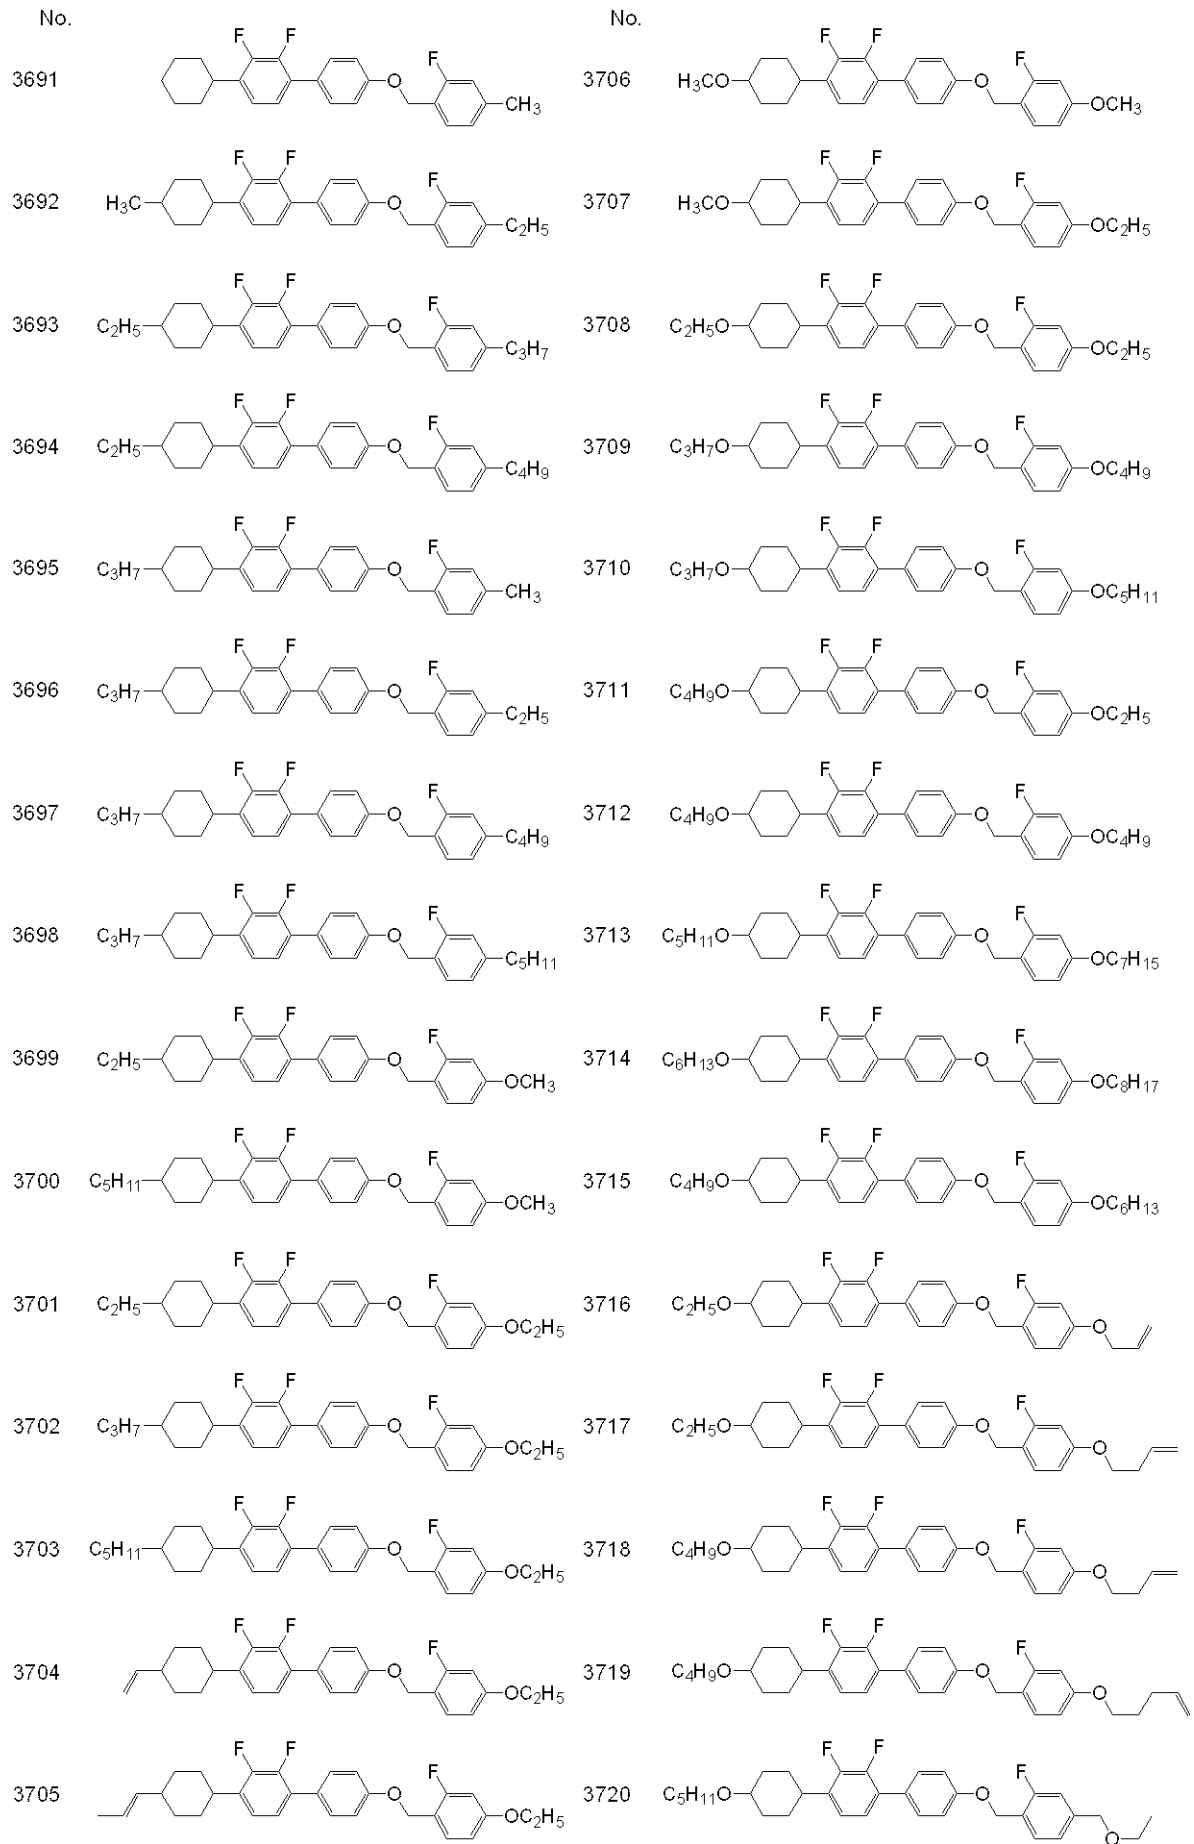 No.
3691 F F O F CH3
3692 H3C F F O F C2H5
3693 C2H5 F F O F C3H7
3694 C2H5 F F O F C4H9
3695 C3H7 F F O F CH3
3696 C3H7 F F O F C2H5
3697 C3H7 F F O F C4H9
3698 C3H7 F F O F C5H11
3699 C2H5 F F O F OCH3
3700 C5H11 F F O F OCH3
3701 C2H5 F F O F OC2H5
3702 C3H7 F F O F OC2H5
3703 C5H11 F F O F OC2H5
3704 F F O F OC2H5
3705 F F O F OC2H5
No.
3706 H3CO F F O F OCH3
3707 H3CO F F O F OC2H5
3708 C2H5O F F O F OC2H5
3709 C3H7O F F O F OC4H9
3710 C3H7O F F O F OC5H11
3711 C4H9O F F O F OC2H5
3712 C4H9O F F O F OC4H9
3713 C5H11O F F O F OC7H15
3714 C6H13O F F O F OC8H17
3715 C4H9O F F O F OC6H13
3716 C2H5O F F O F O
3717 C2H5O F F O F O
3718 C4H9O F F O F O
3719 C4H9O F F O F O
3720 C5H11O F F O F O